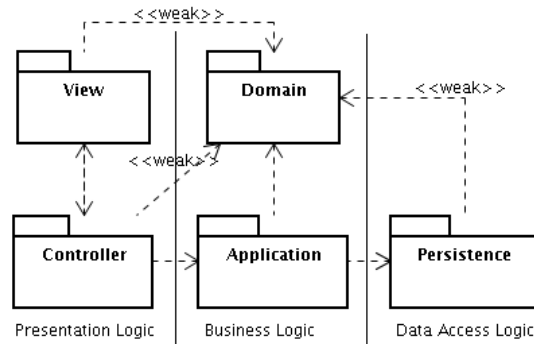 <<weak>>
View
Domain
<<weak>>
<<weak>>
Controller
Application
Persistence
Presentation Logic
Business Logic
Data Access Logic